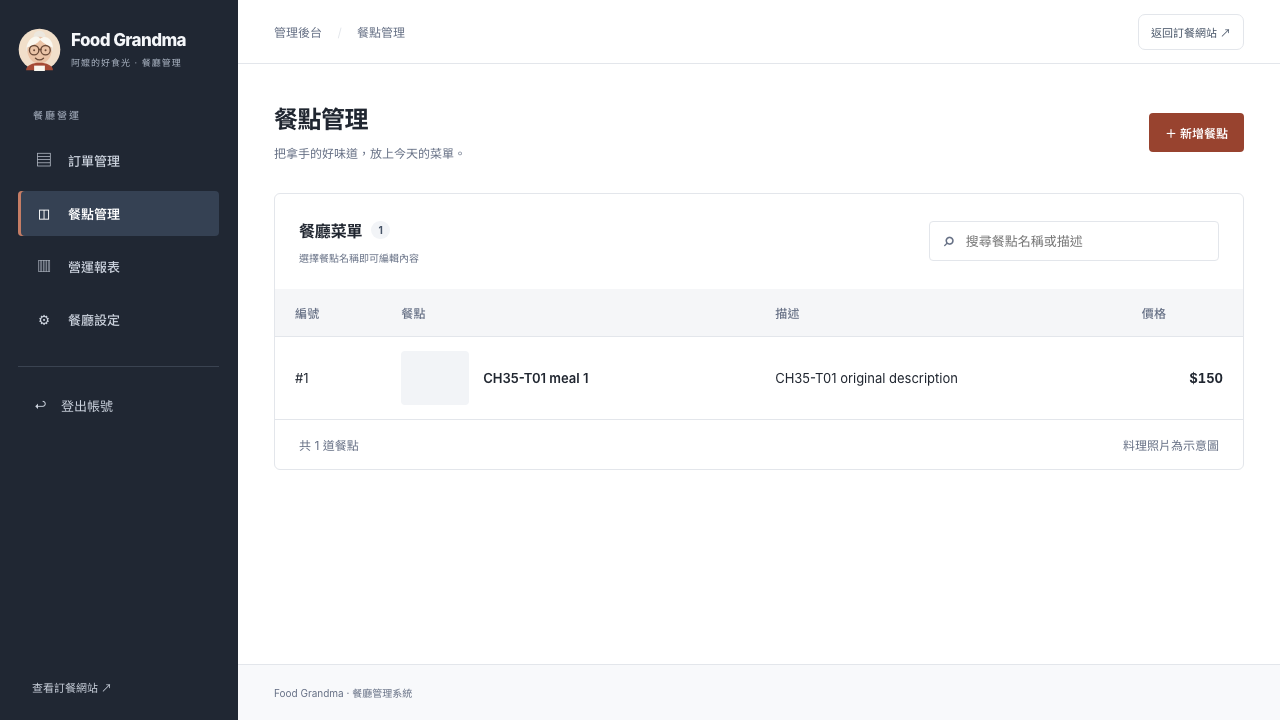 Food Grandma
阿嬤的好食光 · 餐廳管理
餐廳營運
訂單管理
餐點管理
營運報表
餐廳設定
登出帳號
查看訂餐網站 ↗
管理後台 / 餐點管理
返回訂餐網站 ↗
餐點管理
把拿手的好味道，放上今天的菜單。
＋ 新增餐點
餐廳菜單 1
選擇餐點名稱即可編輯內容
搜尋餐點名稱或描述
編號 餐點 描述 價格
#1 CH35-T01 meal 1 CH35-T01 original description $150
共 1 道餐點
料理照片為示意圖
Food Grandma · 餐廳管理系統